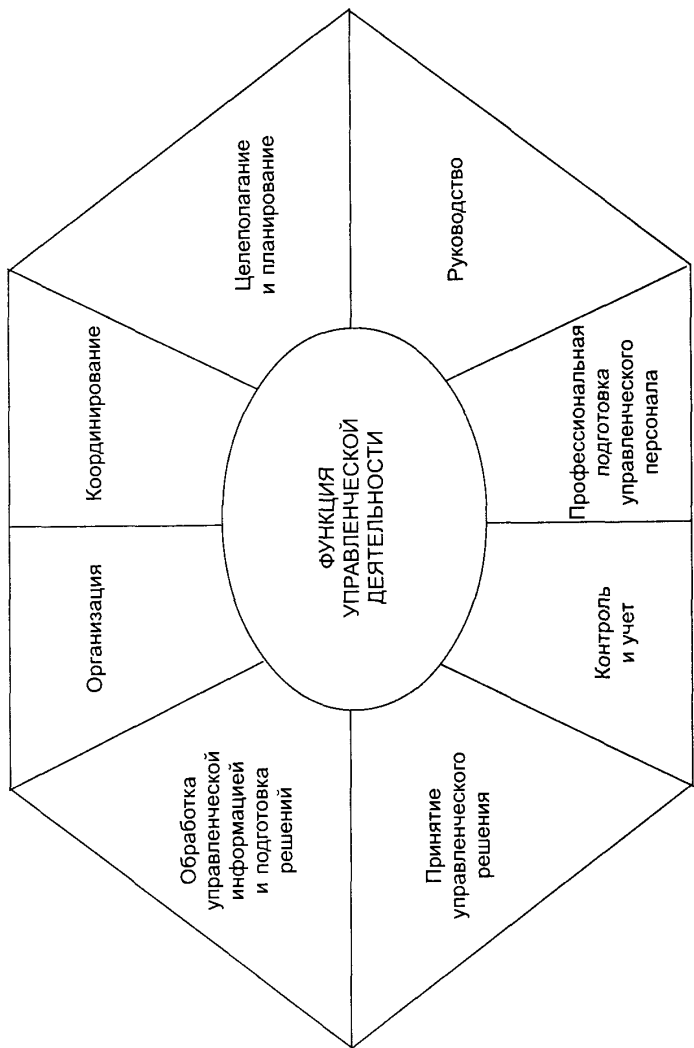 Обработка
управленческой
информацией
и подготовка
решений
Организация
Координирование
Целеполагание
и планирование
ФУНКЦИЯ
УПРАВЛЕНЧЕСКОЙ
ДЕЯТЕЛЬНОСТИ
Принятие
управленческого
решения
Контроль
и учет
Профессиональная
подготовка
управленческого
персонала
Руководство